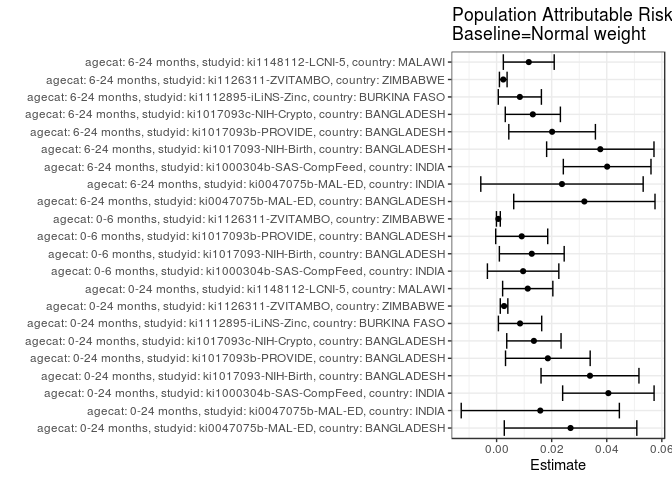 Population Attributable Risk
Baseline=Normal weight
agecat: 6-24 months, studyid: ki1148112-LCNI-5, country: MALAWI
agecat: 6-24 months, studyid: ki1126311-ZVITAMBO, country: ZIMBABWE
agecat: 6-24 months, studyid: ki1112895-iLiNS-Zinc, country: BURKINA FASO
agecat: 6-24 months, studyid: ki1017093c-NIH-Crypto, country: BANGLADESH
agecat: 6-24 months, studyid: ki1017093b-PROVIDE, country: BANGLADESH
agecat: 6-24 months, studyid: ki1017093-NIH-Birth, country: BANGLADESH
agecat: 6-24 months, studyid: ki1000304b-SAS-CompFeed, country: INDIA
agecat: 6-24 months, studyid: ki0047075b-MAL-ED, country: INDIA
agecat: 6-24 months, studyid: ki0047075b-MAL-ED, country: BANGLADESH
agecat: 0-6 months, studyid: ki1126311-ZVITAMBO, country: ZIMBABWE
agecat: 0-6 months, studyid: ki1017093b-PROVIDE, country: BANGLADESH
agecat: 0-6 months, studyid: ki1017093-NIH-Birth, country: BANGLADESH
agecat: 0-6 months, studyid: ki1000304b-SAS-CompFeed, country: INDIA
agecat: 0-24 months, studyid: ki1148112-LCNI-5, country: MALAWI
agecat: 0-24 months, studyid: ki1126311-ZVITAMBO, country: ZIMBABWE
agecat: 0-24 months, studyid: ki1112895-iLiNS-Zinc, country: BURKINA FASO
agecat: 0-24 months, studyid: ki1017093c-NIH-Crypto, country: BANGLADESH
agecat: 0-24 months, studyid: ki1017093b-PROVIDE, country: BANGLADESH
agecat: 0-24 months, studyid: ki1017093-NIH-Birth, country: BANGLADESH
agecat: 0-24 months, studyid: ki1000304b-SAS-CompFeed, country: INDIA
agecat: 0-24 months, studyid: ki0047075b-MAL-ED, country: INDIA
agecat: 0-24 months, studyid: ki0047075b-MAL-ED, country: BANGLADESH
0.00 0.02 0.04 0.06
Estimate